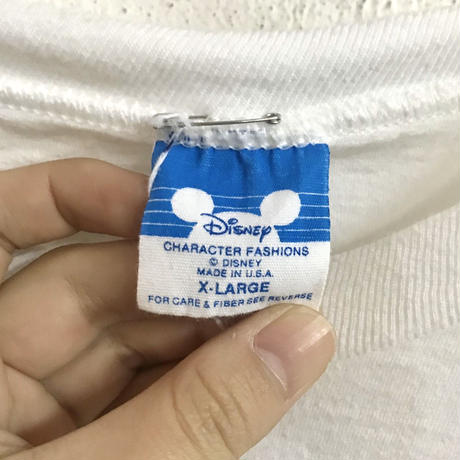 Disney
CHARACTER FASHIONS
© DISNEY
MADE IN U.S.A.
X-LARGE
FOR CARE & FIBER SEE REVERSE